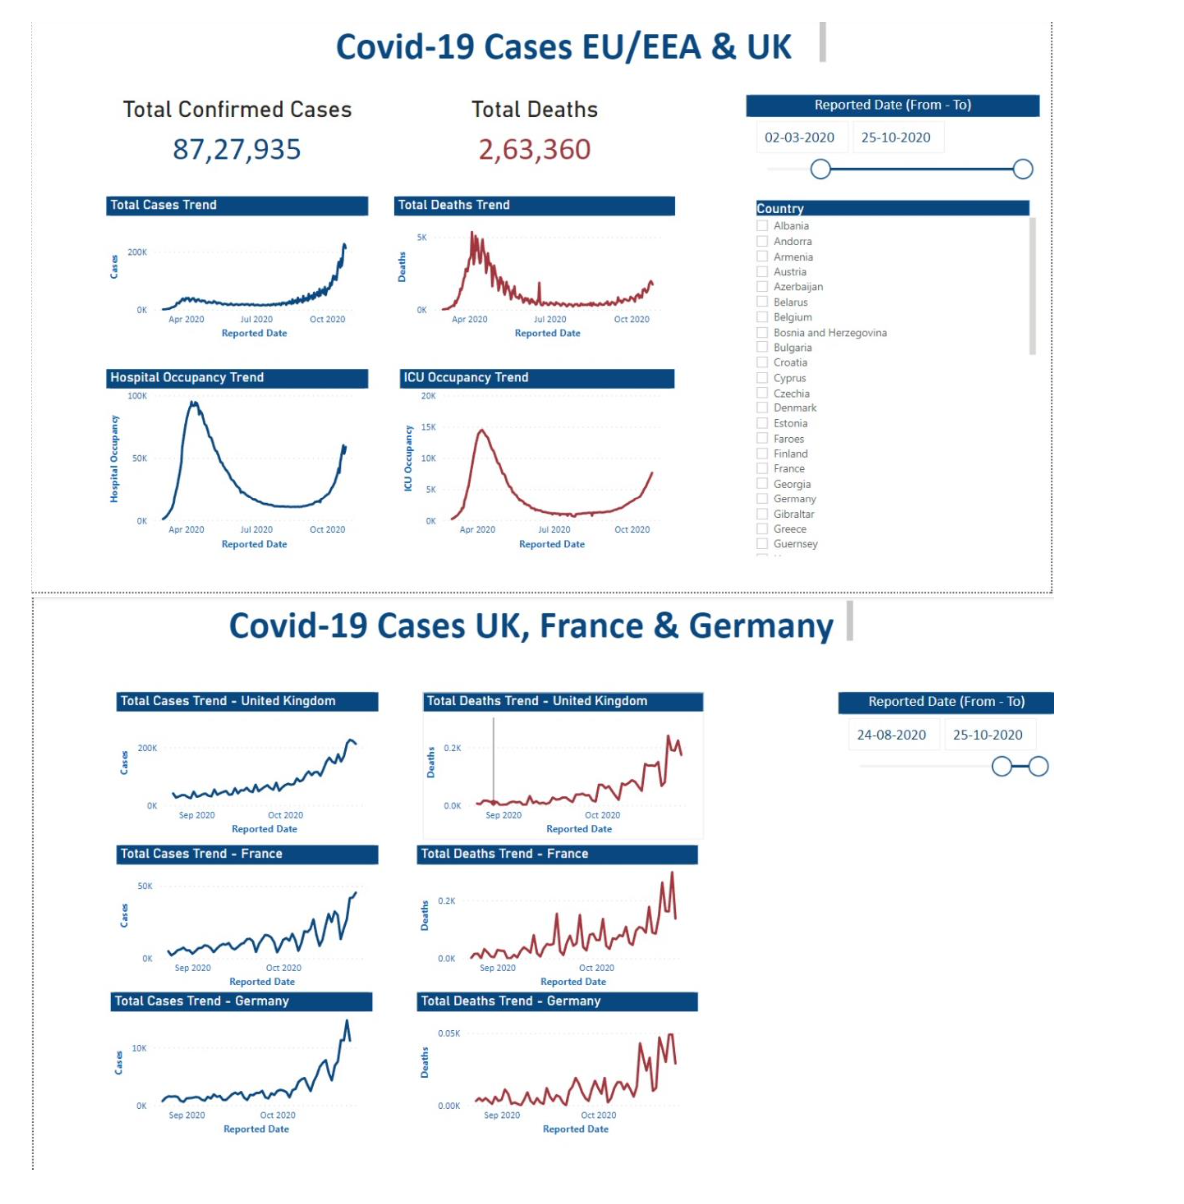 Covid-19 Cases EU/EEA & UK
Total Confirmed Cases
87,27,935
Total Deaths
2,63,360
Reported Date (From - To)
02-03-2020 25-10-2020
Total Cases Trend
Cases
200K
0K
Apr 2020 Jul 2020 Oct 2020
Reported Date
Total Deaths Trend
Deaths
5K
0K
Apr 2020 Jul 2020 Oct 2020
Reported Date
Hospital Occupancy Trend
Hospital Occupancy
100K
50K
0K
Apr 2020 Jul 2020 Oct 2020
Reported Date
ICU Occupancy Trend
ICU Occupancy
20K
15K
10K
5K
0K
Apr 2020 Jul 2020 Oct 2020
Reported Date
Country
Albania
Andorra
Armenia
Austria
Azerbaijan
Belarus
Belgium
Bosnia and Herzegovina
Bulgaria
Croatia
Cyprus
Czechia
Denmark
Estonia
Faroes
Finland
France
Georgia
Germany
Gibraltar
Greece
Guernsey
Covid-19 Cases UK, France & Germany
Total Cases Trend - United Kingdom
Cases
200K
0K
Sep 2020 Oct 2020
Reported Date
Total Deaths Trend - United Kingdom
Deaths
0.2K
0.0K
Sep 2020 Oct 2020
Reported Date
Reported Date (From - To)
24-08-2020 25-10-2020
Total Cases Trend - France
Cases
50K
0K
Sep 2020 Oct 2020
Reported Date
Total Deaths Trend - France
Deaths
0.2K
0.0K
Sep 2020 Oct 2020
Reported Date
Total Cases Trend - Germany
Cases
10K
0K
Sep 2020 Oct 2020
Reported Date
Total Deaths Trend - Germany
Deaths
0.05K
0.00K
Sep 2020 Oct 2020
Reported Date